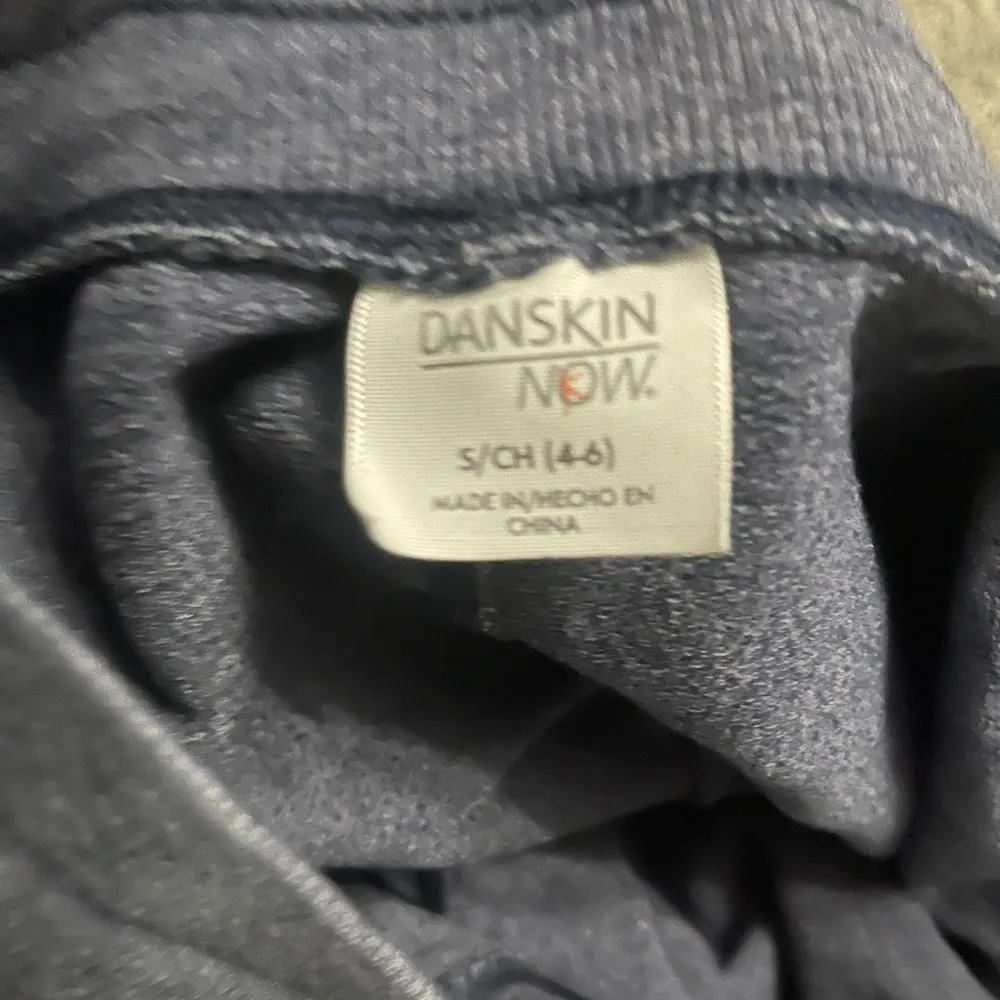 DANSKIN
NOW.
S/CH (4-6)
MADE IN/HECHO EN
CHINA